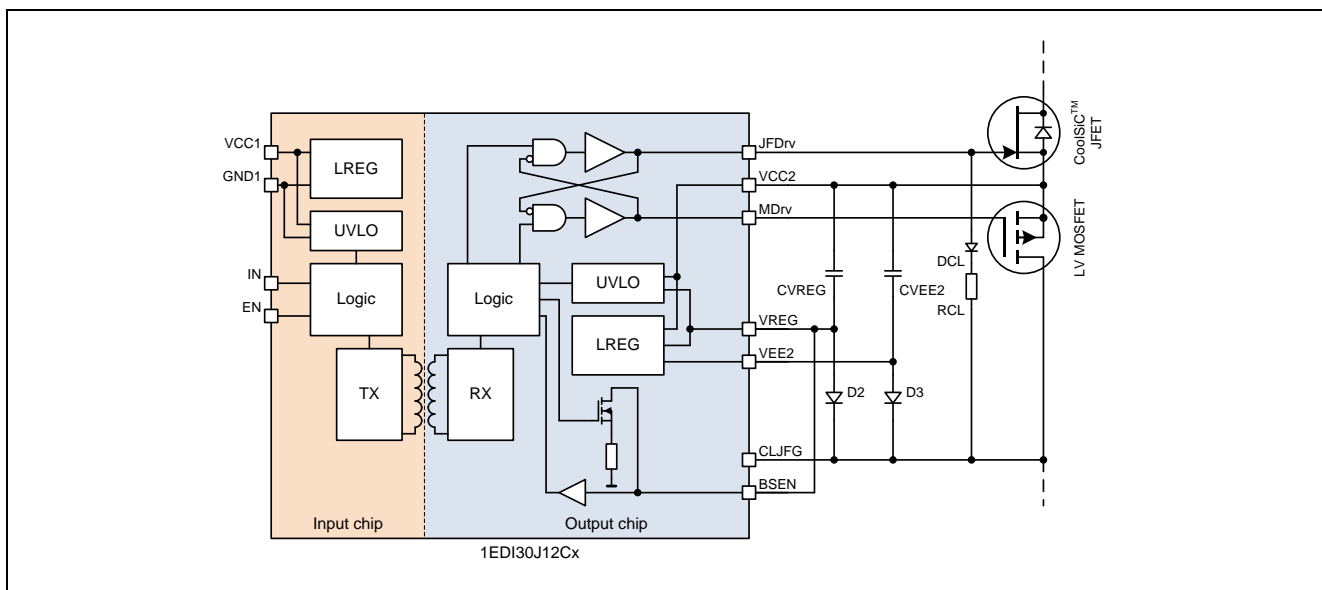 VCC1
GND1
IN
EN
LREG
UVLO
Logic
TX
RX
Logic
UVLO
LREG
JFDrv
VCC2
MDrv
VREG
VEE2
CLJFG
BSEN
CVREG
CVEE2
DCL
RCL
D2
D3
CoolSiC™
JFET
LV MOSFET
Input chip
Output chip
1EDI30J12Cx